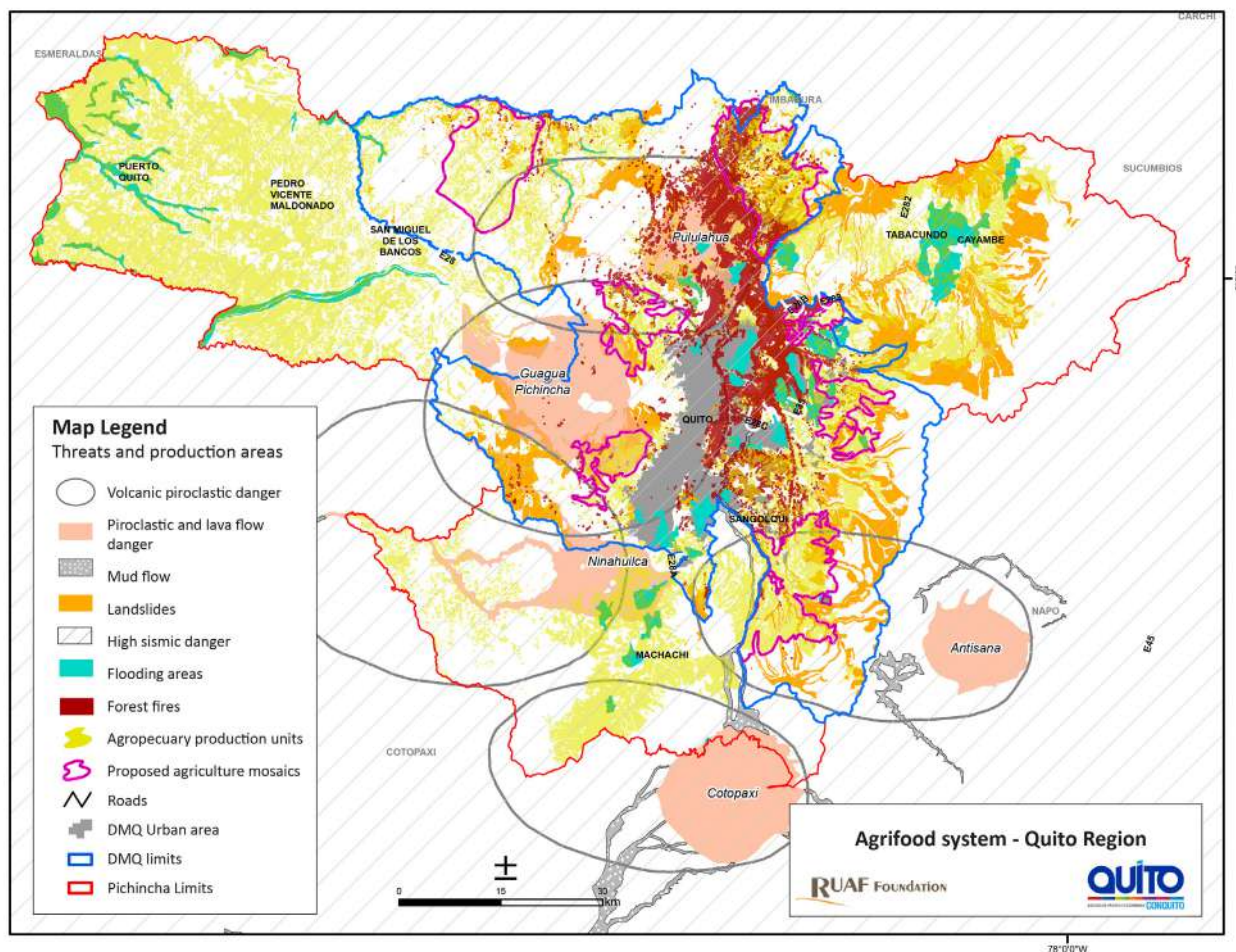 CARCHI
ESMERALDAS
IMBABURA
SUCUMBIOS
PUERTO
QUITO
PEDRO
VICENTE
MALDONADO
E282
TABACUNDO
CAYAMBE
SAN MIGUEL
DE LOS
BANCOS
E28
Pululahua
Guagua
Pichincha
QUITO
E28C
SANGOLQUI
Ninahuilca
E28A
NAPO
Antisana
E45
MACHACHI
COTOPAXI
Cotopaxi
Map Legend
Threats and production areas
Volcanic piroclastic danger
Piroclastic and lava flow
danger
Mud flow
Landslides
High sismic danger
Flooding areas
Forest fires
Agropecuary production units
Proposed agriculture mosaics
Roads
DMQ Urban area
DMQ limits
Pichincha Limits
0 15 30
km
Agrifood system - Quito Region
RUAF FOUNDATION
QUITO
CONQUITO
78°0'0"W